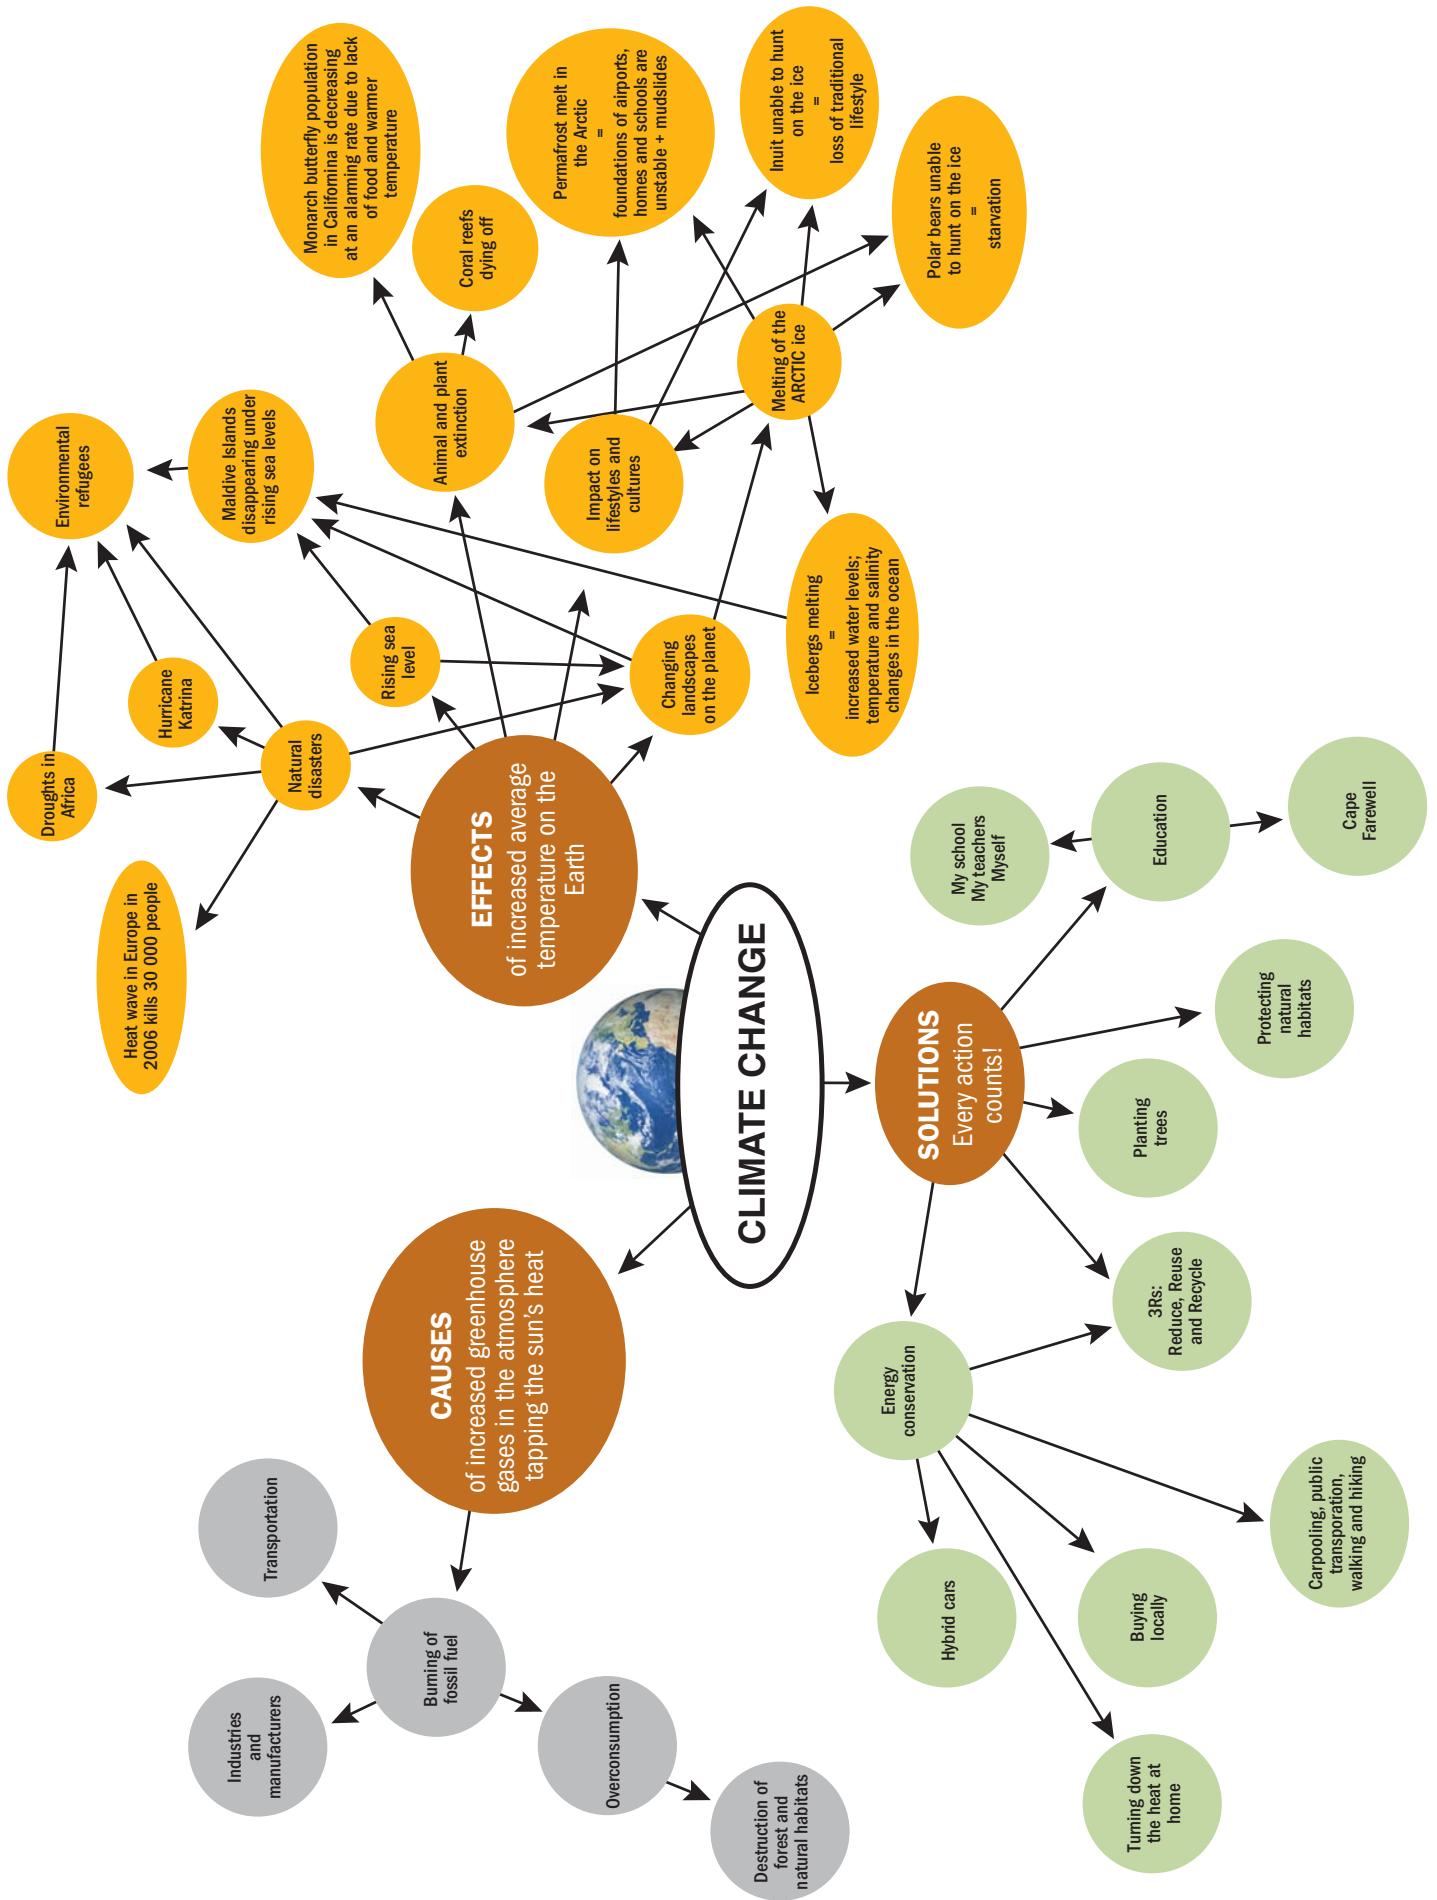 CLIMATE CHANGE
CAUSES
of increased greenhouse
gases in the atmosphere
tapping the sun's heat
Burning of
fossil fuel
Transportation
Industries
and
manufacturers
Overconsumption
Destruction of
forest and
natural habitats
EFFECTS
of increased average
temperature on the
Earth
Natural
disasters
Heat wave in Europe in
2006 kills 30 000 people
Droughts in
Africa
Hurricane
Katrina
Environmental
refugees
Rising sea
level
Maldive Islands
disappearing under
rising sea levels
Changing
landscapes
on the planet
Animal and plant
extinction
Monarch butterfly population
in California is decreasing
at an alarming rate due to lack
of food and warmer
temperature
Coral reefs
dying off
Impact on
lifestyles and
cultures
Permafrost melt in
the Arctic
=
foundations of airports,
homes and schools are
unstable + mudslides
Inuit unable to hunt
on the ice
=
loss of traditional
lifestyle
Melting of the
ARCTIC ice
Polar bears unable
to hunt on the ice
=
starvation
Icebergs melting
=
increased water levels;
temperature and salinity
changes in the ocean
SOLUTIONS
Every action
counts!
Energy
conservation
Hybrid cars
Turning down
the heat at
home
Buying
locally
Carpooling, public
transporation,
walking and hiking
3Rs:
Reduce, Reuse
and Recycle
Planting
trees
Protecting
natural
habitats
Education
My school
My teachers
Myself
Cape
Farewell